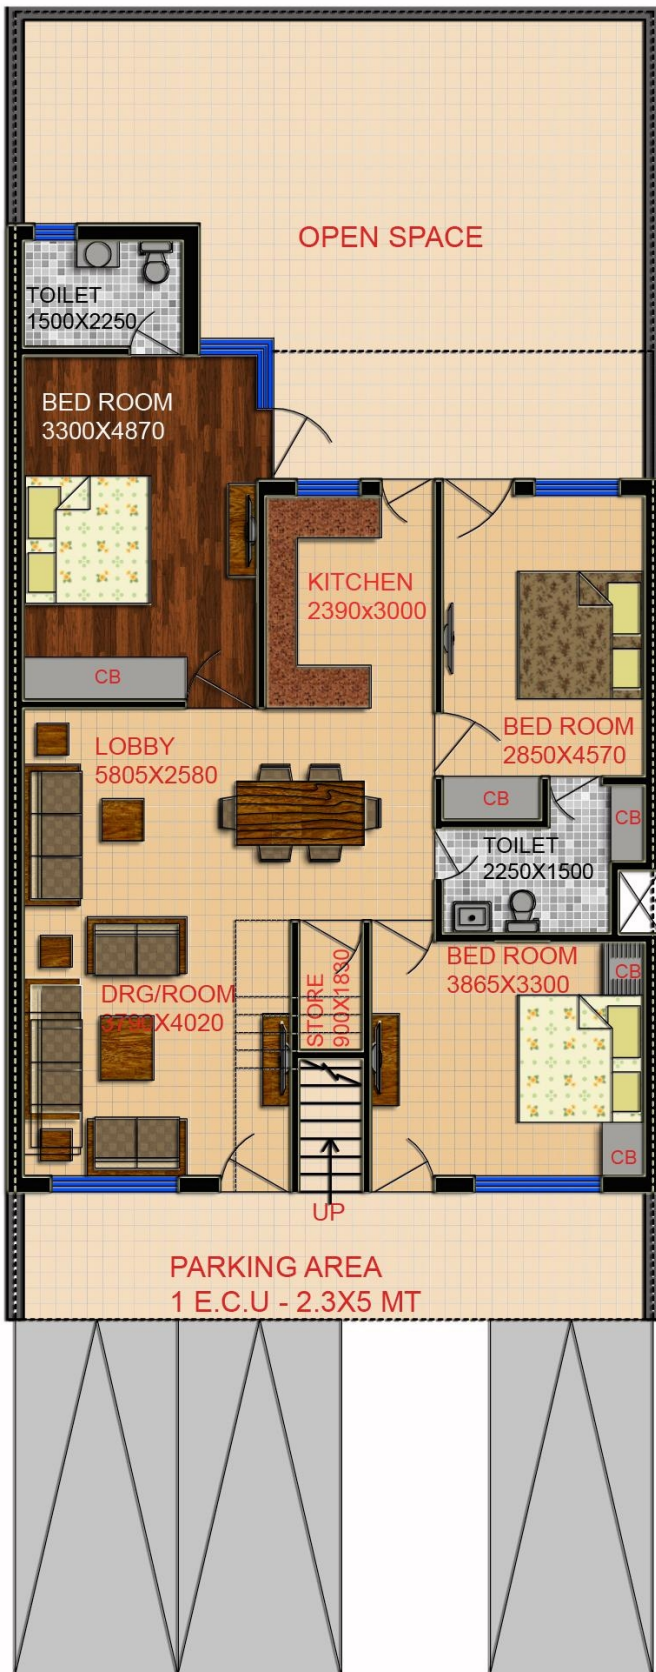 OPEN SPACE
TOILET
1500X2250
BED ROOM
3300X4870
KITCHEN
2390x3000
CB
BED ROOM
2850X4570
LOBBY
5805X2580
CB
CB
TOILET
2250X1500
BED ROOM
3865X3300
CB
DRG/ROOM
3790X4020
STORE
900X1830
CB
UP
PARKING AREA
1 E.C.U - 2.3X5 MT